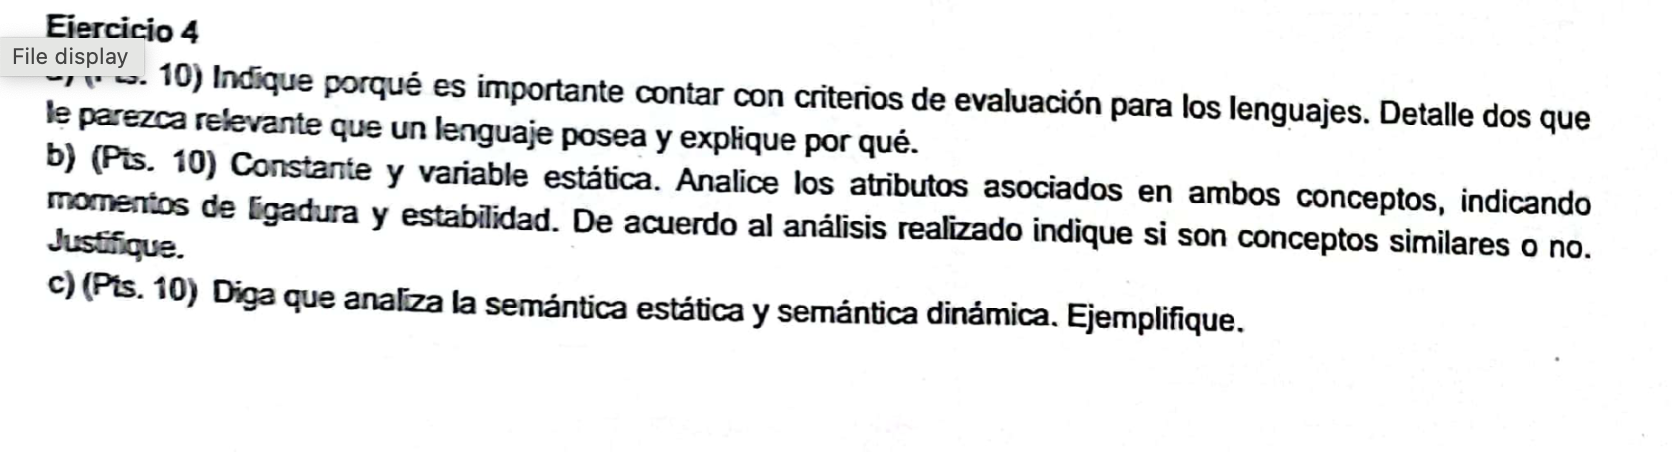 Ejercicio 4
File display
a) (Pts. 10) Indique porqué es importante contar con criterios de evaluación para los lenguajes. Detalle dos que
le parezca relevante que un lenguaje posea y explique por qué.
b) (Pts. 10) Constante y variable estática. Analice los atributos asociados en ambos conceptos, indicando
momentos de ligadura y estabilidad. De acuerdo al análisis realizado indique si son conceptos similares o no.
Justifique.
c) (Pts. 10) Diga que analiza la semántica estática y semántica dinámica. Ejemplifique.